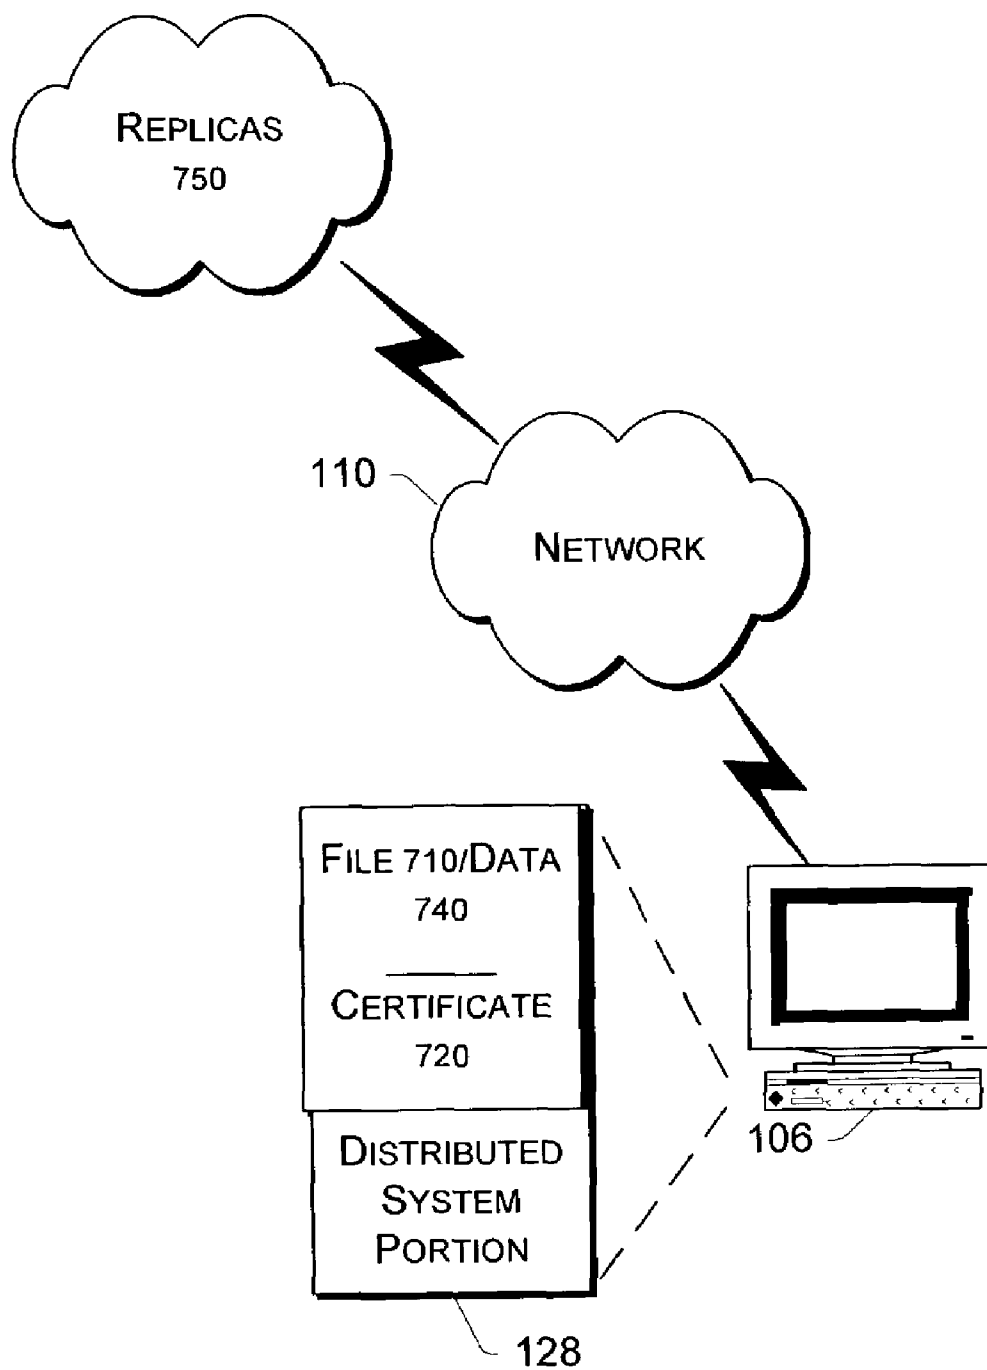 REPLICAS
750
110
NETWORK
FILE 710/DATA
740
CERTIFICATE
720
106
DISTRIBUTED
SYSTEM
PORTION
128